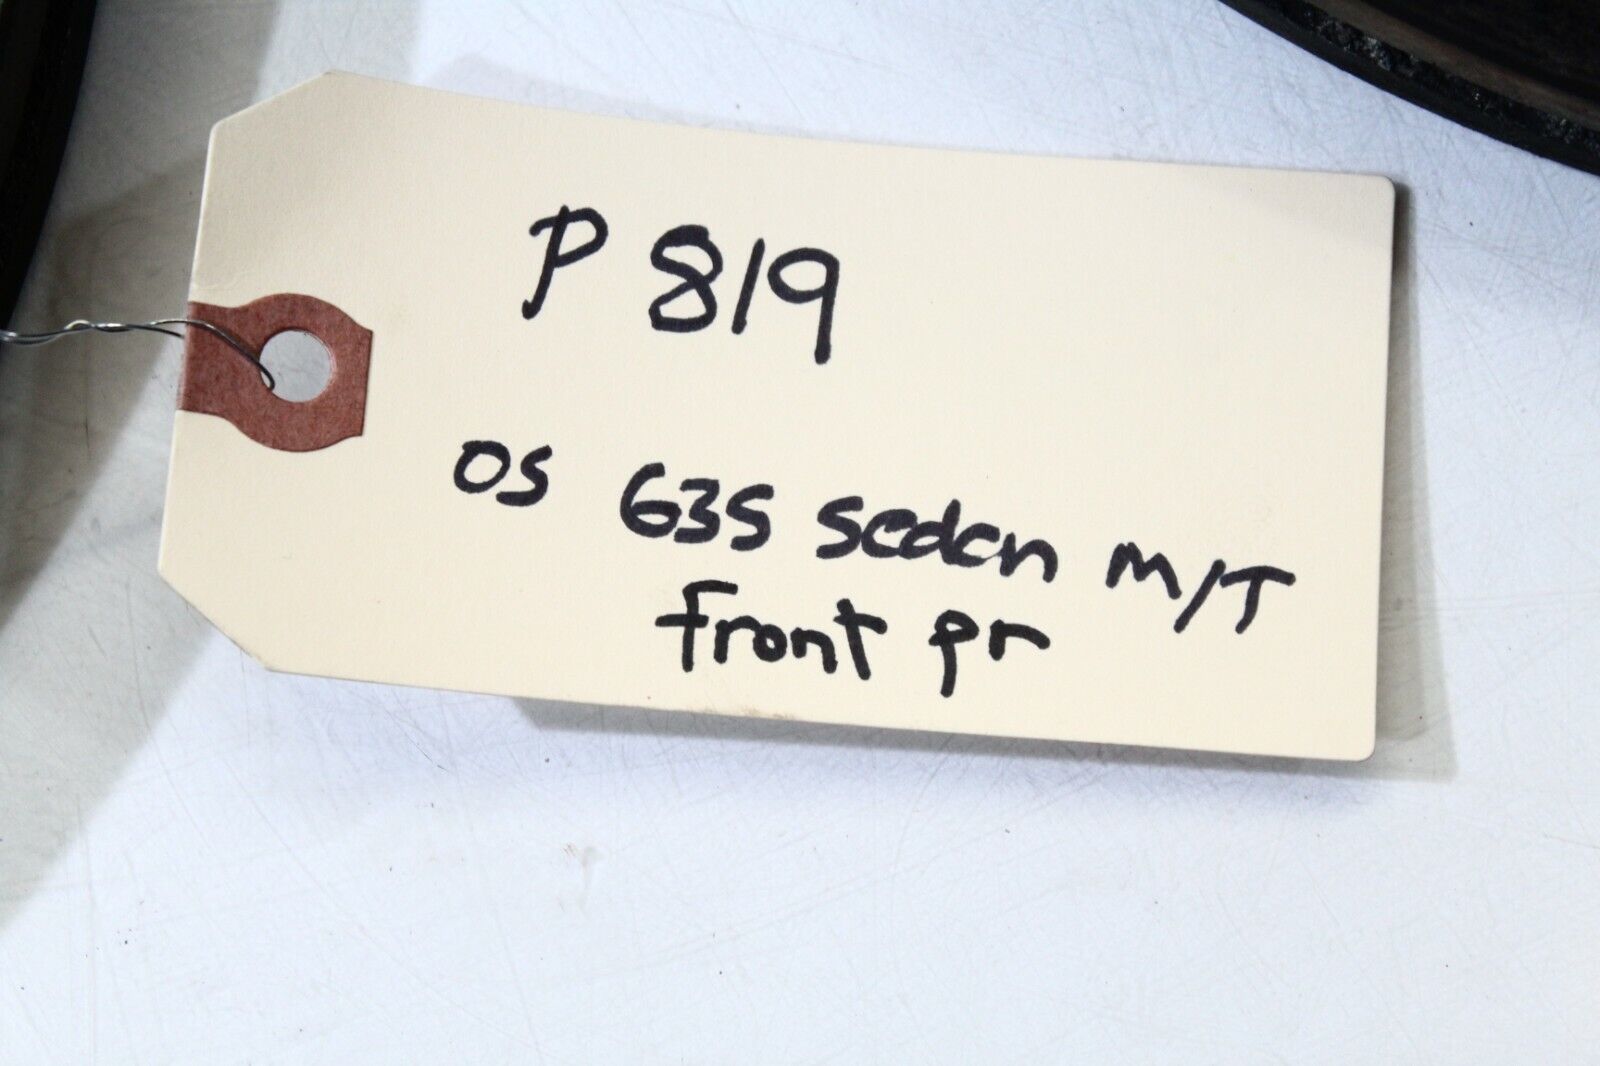 P 819
05 G35 Sedan M/T
front pr